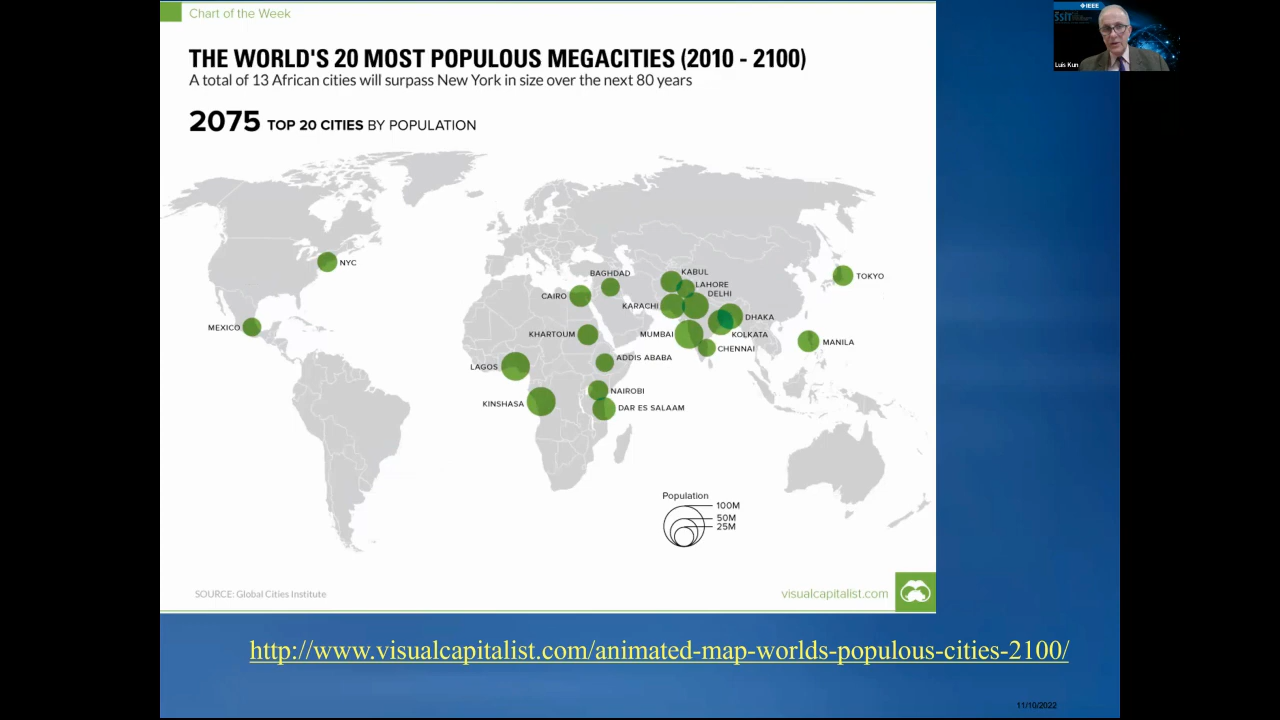 Chart of the Week
THE WORLD'S 20 MOST POPULOUS MEGACITIES (2010 - 2100)
A total of 13 African cities will surpass New York in size over the next 80 years
2075 TOP 20 CITIES BY POPULATION
IEEE
SSIT
Luis Kun
NYC
MEXICO
BAGHDAD
CAIRO
KHARTOUM
ADDIS ABABA
LAGOS
NAIROBI
KINSHASA
DAR ES SALAAM
KABUL
LAHORE
DELHI
KARACHI
DHAKA
MUMBAI
KOLKATA
CHENNAI
TOKYO
MANILA
Population
100M
50M
25M
SOURCE: Global Cities Institute
visualcapitalist.com
http://www.visualcapitalist.com/animated-map-worlds-populous-cities-2100/
11/10/2022